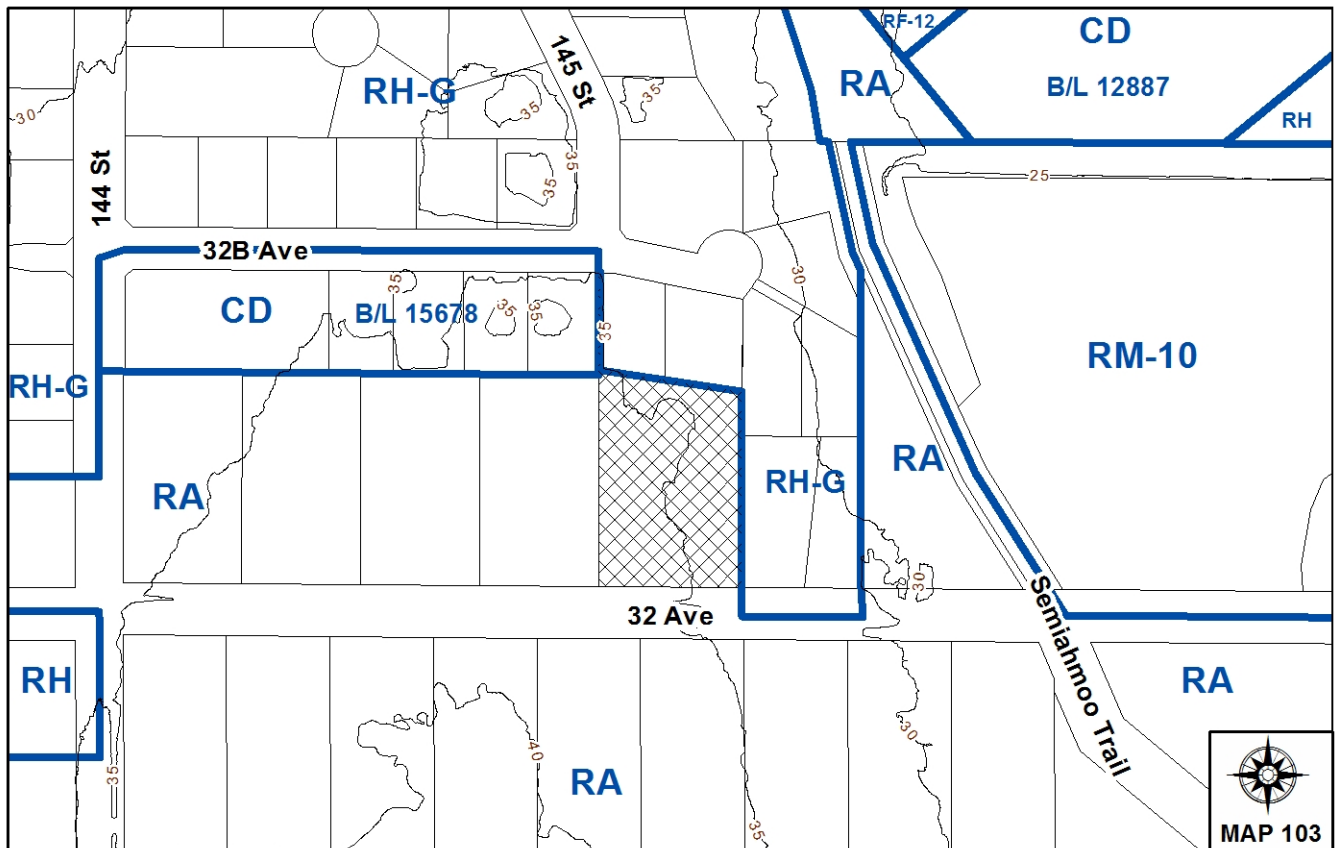 RF-12
CD
145 St
RH-G
RA
B/L 12887
35
35
30
RH
35
144 St
35
25
32B Ave
30
35
CD
B/L 15678
35
35
35
RM-10
RH-G
RA
RH-G
RA
30
32 Ave
Semiahmoo Trail
RH
RA
30
40
35
RA
35
MAP 103